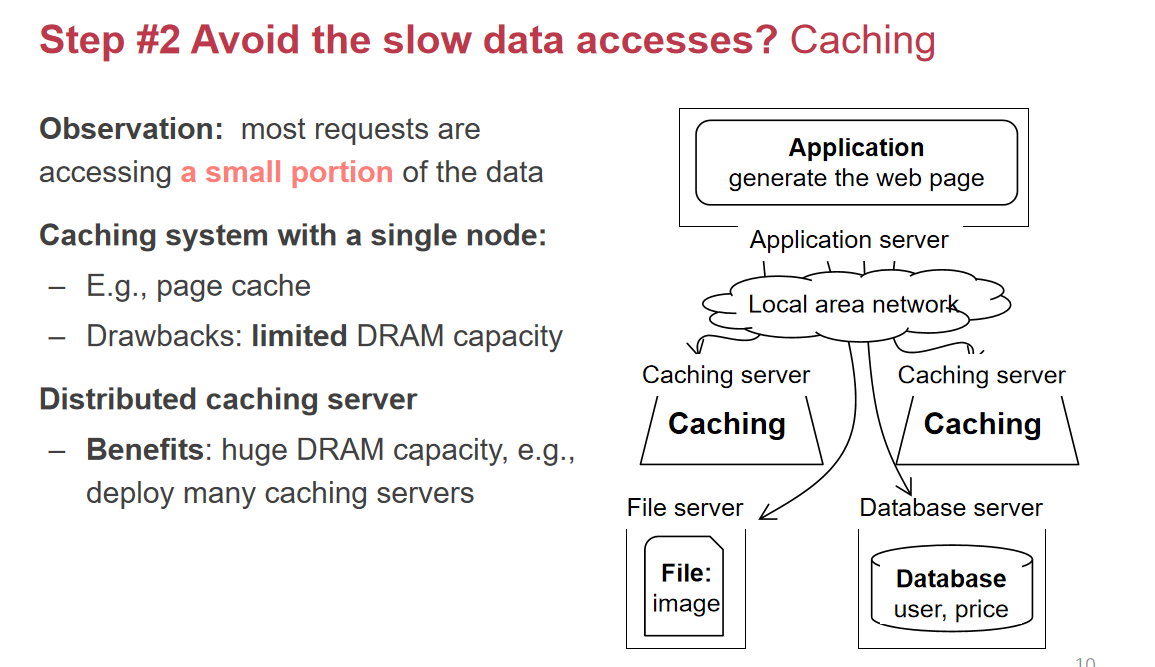 Step #2 Avoid the slow data accesses? Caching
Observation:  most requests are
accessing a small portion of the data
Caching system with a single node:
– E.g., page cache
– Drawbacks: limited DRAM capacity
Distributed caching server
– Benefits: huge DRAM capacity, e.g.,
deploy many caching servers
Application
generate the web page
Application server
Local area network
Caching server
Caching
Caching server
Caching
File server
File:
image
Database server
Database
user, price
10